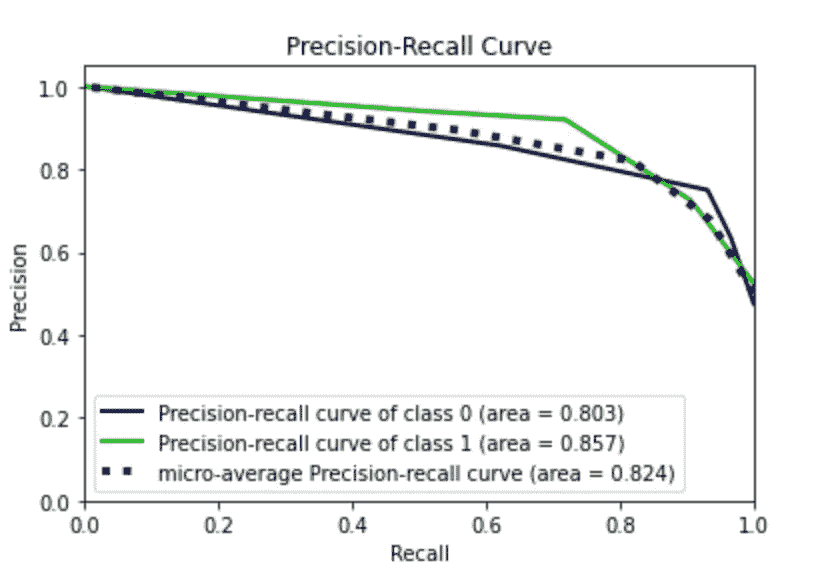 Precision-Recall Curve
1.0
0.8
0.6
0.4
0.2
0.0
Precision
Precision-recall curve of class 0 (area = 0.803)
Precision-recall curve of class 1 (area = 0.857)
micro-average Precision-recall curve (area = 0.824)
0.0 0.2 0.4 0.6 0.8 1.0
Recall